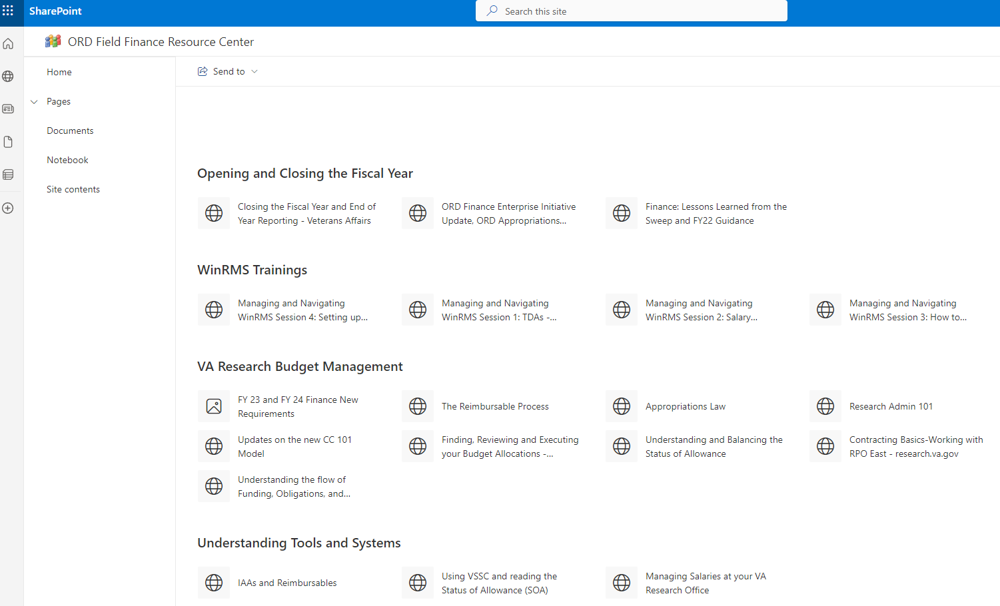 SharePoint
Search this site
ORD Field Finance Resource Center
Home
Pages
Documents
Notebook
Site contents
Send to
Opening and Closing the Fiscal Year
Closing the Fiscal Year and End of
Year Reporting - Veterans Affairs
ORD Finance Enterprise Initiative
Update, ORD Appropriations...
Finance: Lessons Learned from the
Sweep and FY22 Guidance
WinRMS Trainings
Managing and Navigating
WinRMS Session 4: Setting up...
Managing and Navigating
WinRMS Session 1: TDAs -...
Managing and Navigating
WinRMS Session 2: Salary...
Managing and Navigating
WinRMS Session 3: How to...
VA Research Budget Management
FY 23 and FY 24 Finance New
Requirements
The Reimbursable Process
Appropriations Law
Research Admin 101
Updates on the new CC 101
Model
Finding, Reviewing and Executing
your Budget Allocations -...
Understanding and Balancing the
Status of Allowance
Contracting Basics-Working with
RPO East - research.va.gov
Understanding the flow of
Funding, Obligations, and...
Understanding Tools and Systems
IAAs and Reimbursables
Using VSSC and reading the
Status of Allowance (SOA)
Managing Salaries at your VA
Research Office